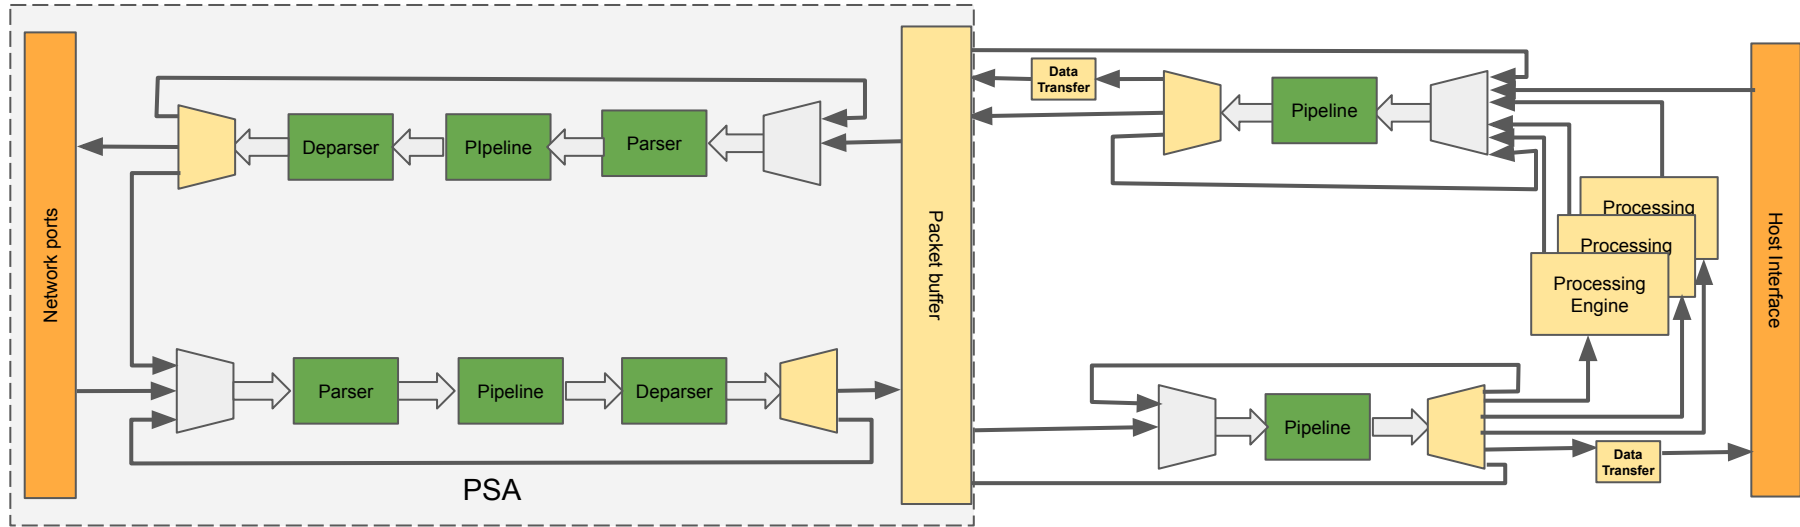 Network ports
Deparser
PIpeline
Parser
Parser
Pipeline
Deparser
PSA
Packet buffer
Data
Transfer
Pipeline
Processing
Processing
Processing
Engine
Pipeline
Data
Transfer
Host Interface